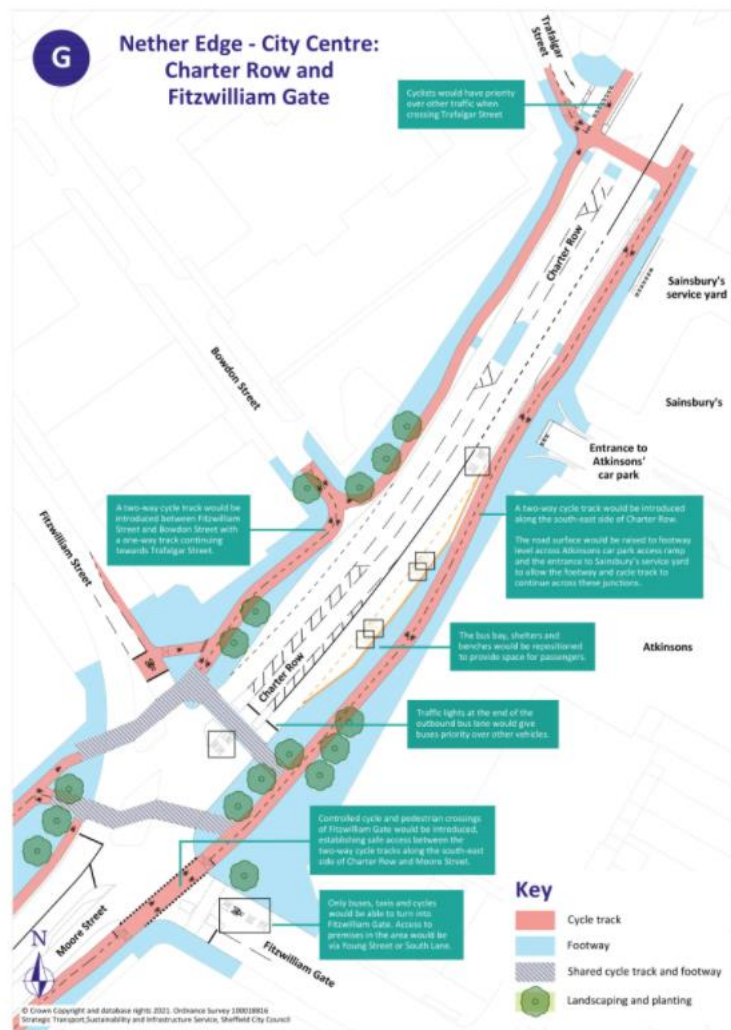 G
Nether Edge - City Centre:
Charter Row and
Fitzwilliam Gate
Trafalgar
Street
Cyclists would have priority
over other traffic when
crossing Trafalgar Street
Charter Row
Sainsbury's
service yard
Bowdon Street
Sainsbury's
Entrance to
Atkinsons'
car park
A two-way cycle track would be
introduced between Fitzwilliam
Street and Bowdon Street with
a one-way track continuing
towards Trafalgar Street.
A two-way cycle track would be introduced
along the south-east side of Charter Row.
The road surface would be raised to footway
level across Atkinsons car park access ramp
and the entrance to Sainsbury's service yard
to allow the footway and cycle track to
continue across these junctions.
Fitzwilliam Street
The bus bay, shelters and
benches would be repositioned
to provide space for passengers.
Atkinsons
Charter Row
Traffic lights at the end of the
outbound bus lane would give
buses priority over other vehicles.
Controlled cycle and pedestrian crossings
of Fitzwilliam Gate would be introduced,
establishing safe access between the
two-way cycle tracks along the south-east
side of Charter Row and Moore Street.
Only buses, taxis and cycles
would be able to turn into
Fitzwilliam Gate. Access to
premises in the area would be
via Young Street or South Lane.
Moore Street
Fitzwilliam Gate
N
Key
Cycle track
Footway
Shared cycle track and footway
Landscaping and planting
© Crown Copyright and database rights 2021. Ordnance Survey 100018816
Strategic Transport,Sustainability and Infrastructure Service, Sheffield City Council